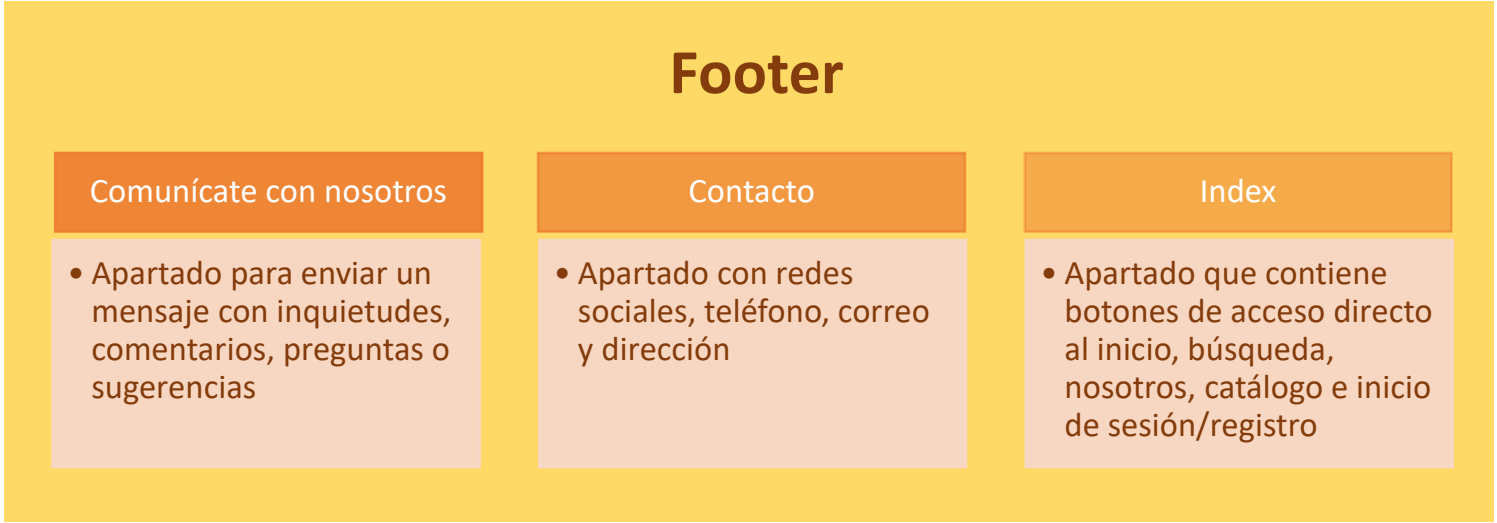 Footer
Comunícate con nosotros
• Apartado para enviar un
mensaje con inquietudes,
comentarios, preguntas o
sugerencias
Contacto
• Apartado con redes
sociales, teléfono, correo
y dirección
Index
• Apartado que contiene
botones de acceso directo
al inicio, búsqueda,
nosotros, catálogo e inicio
de sesión/registro